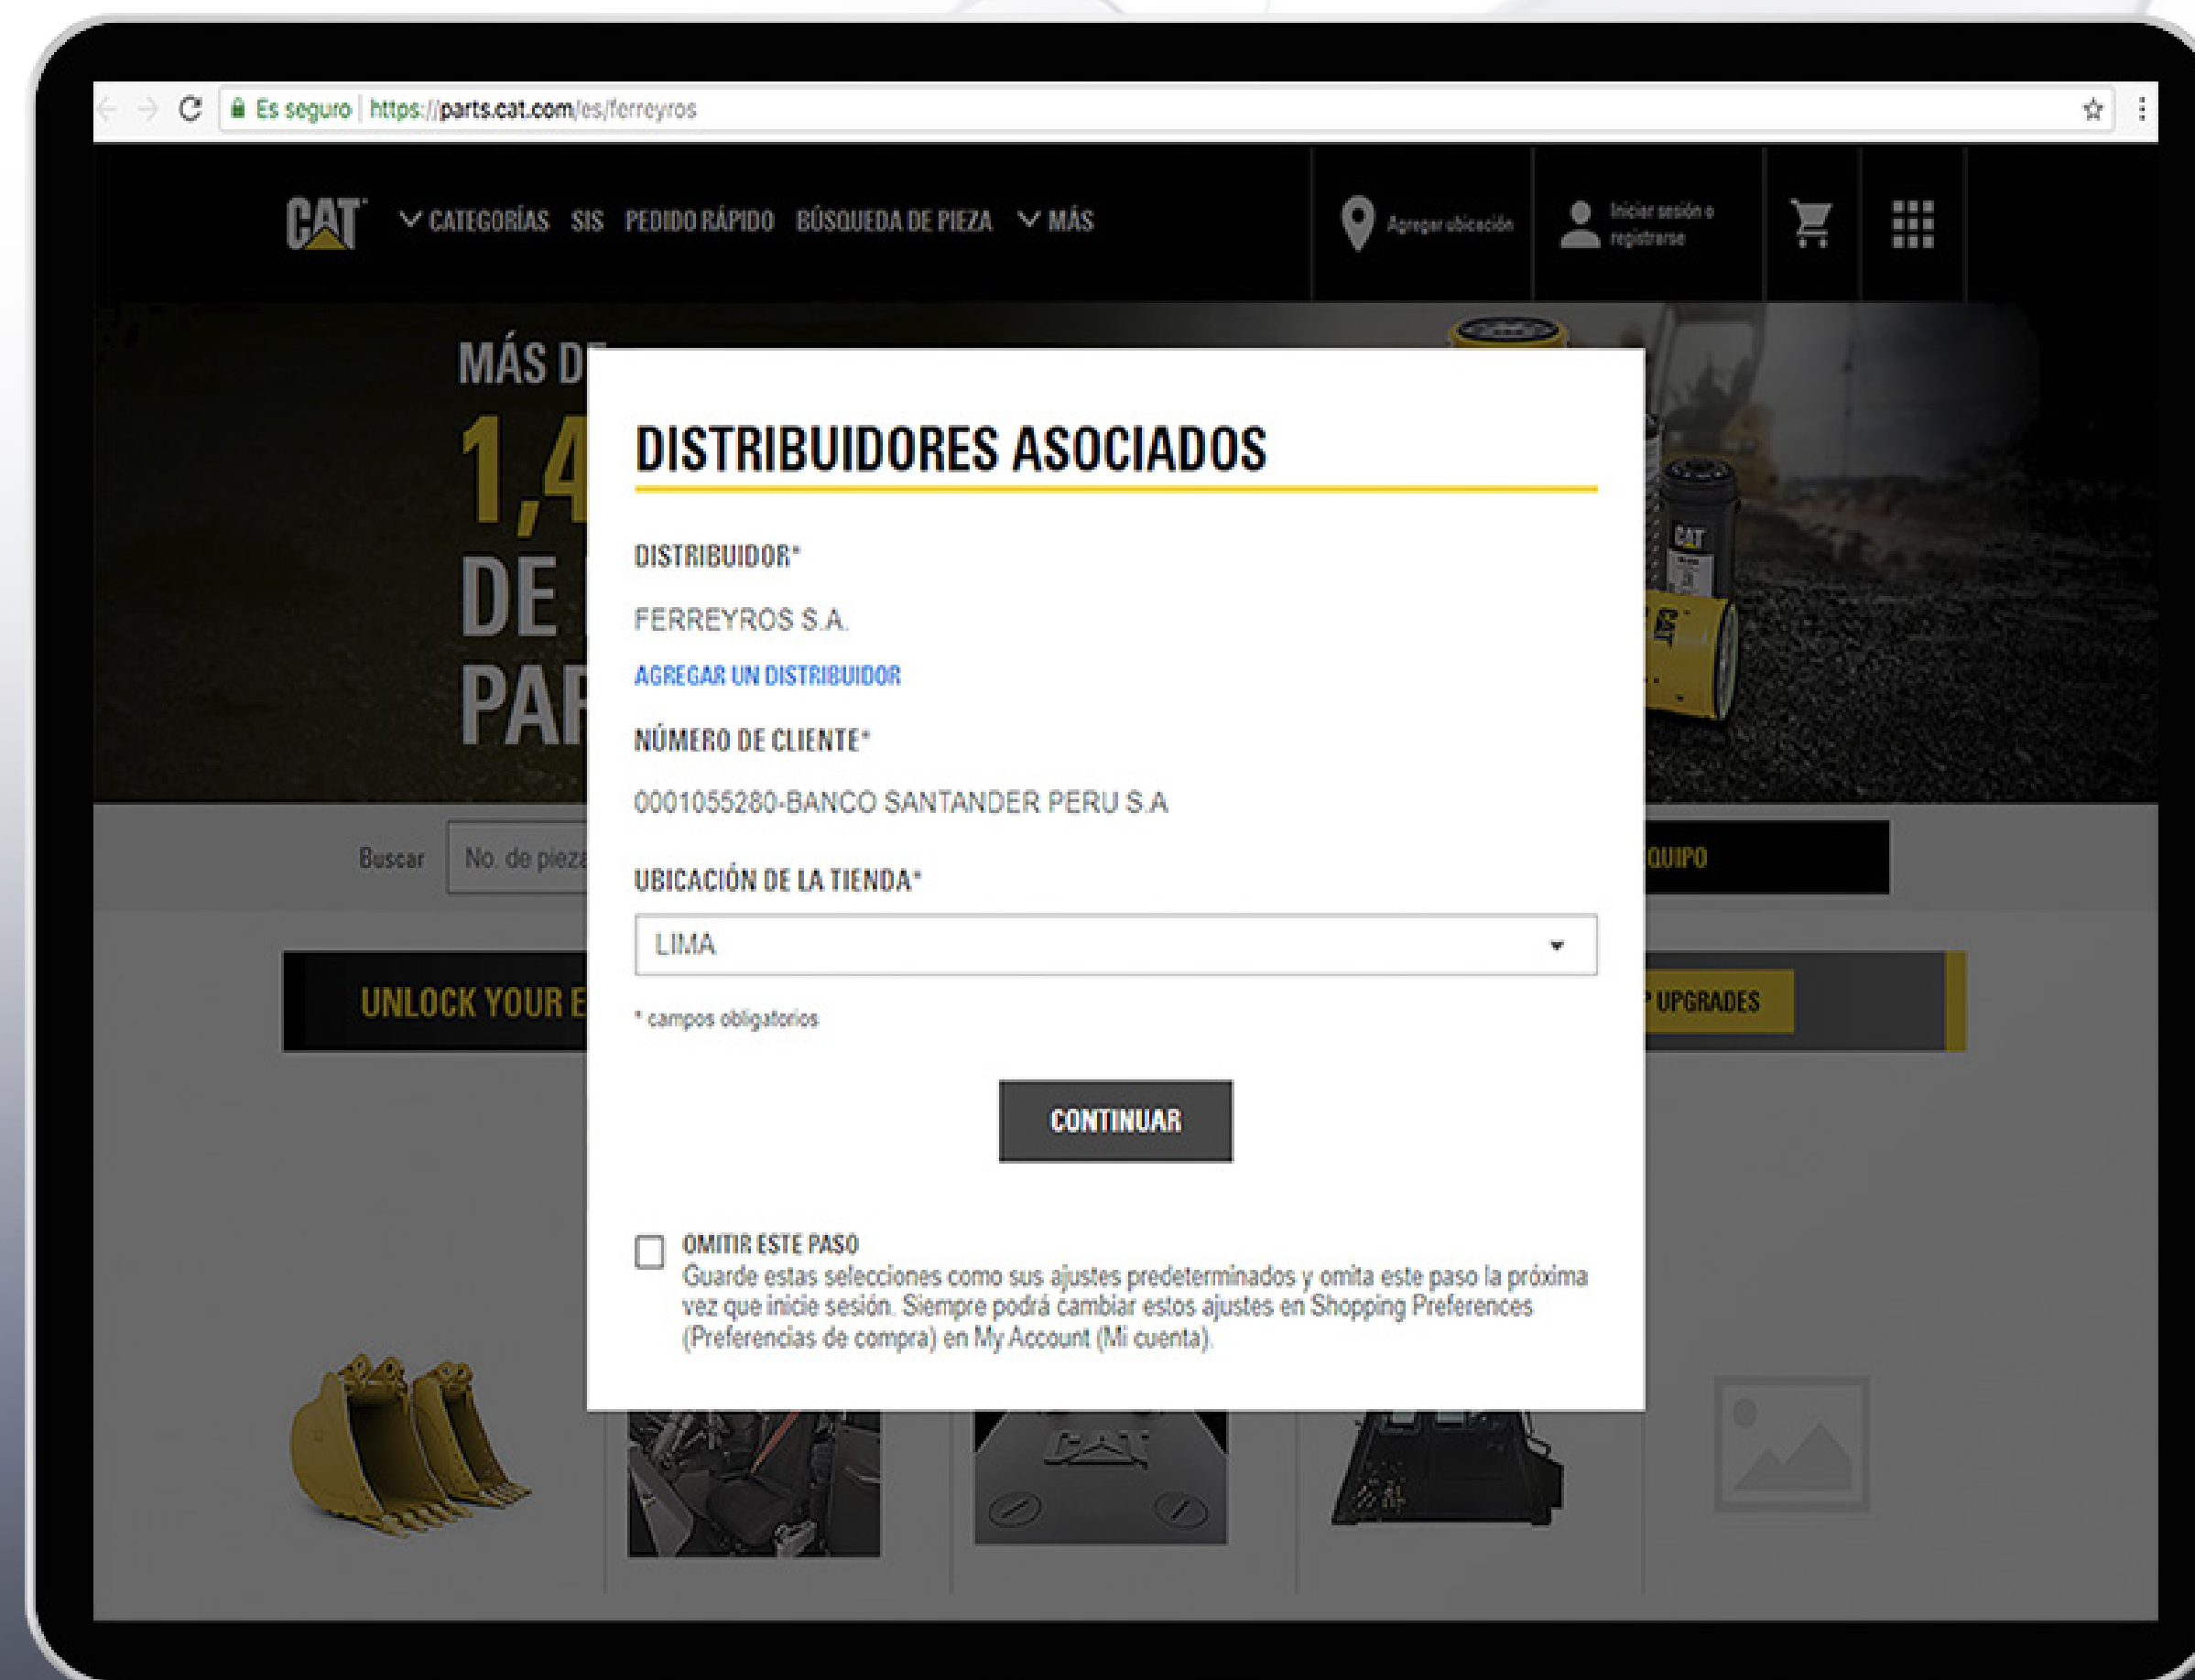 Es seguro | https://parts.cat.com/es/ferreyros
CAT CATEGORÍAS SIS PEDIDO RÁPIDO BÚSQUEDA DE PIEZA MÁS Agregar ubicación Iniciar sesión o
registrarse
MÁS DE
1,4
DE
PAR
DISTRIBUIDORES ASOCIADOS
DISTRIBUIDOR*
FERREYROS S.A.
AGREGAR UN DISTRIBUIDOR
NÚMERO DE CLIENTE*
0001055280-BANCO SANTANDER PERU S.A
UBICACIÓN DE LA TIENDA*
LIMA
* campos obligatorios
CONTINUAR
OMITIR ESTE PASO
Guarde estas selecciones como sus ajustes predeterminados y omita este paso la próxima
vez que inicie sesión. Siempre podrá cambiar estos ajustes en Shopping Preferences
(Preferencias de compra) en My Account (Mi cuenta).
CAT
CAT
Buscar No. de pieza
QUIPO
UNLOCK YOUR E
UPGRADES
CAT